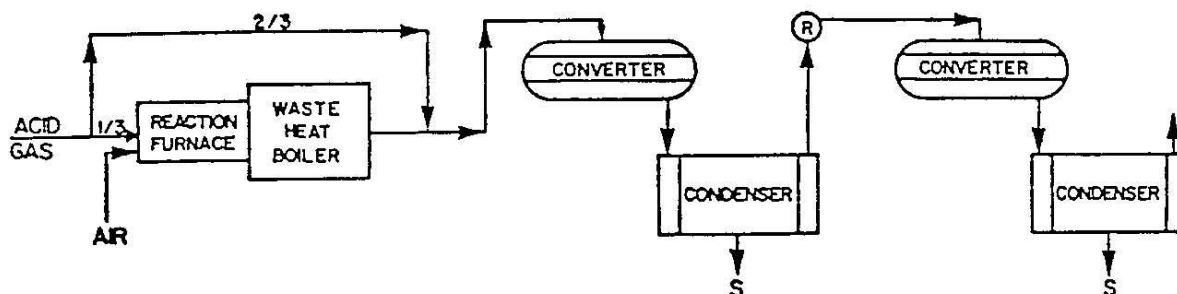 2/3
ACID
GAS
1/3
AIR
REACTION
FURNACE
WASTE
HEAT
BOILER
CONVERTER
CONDENSER
S
R
CONVERTER
CONDENSER
S